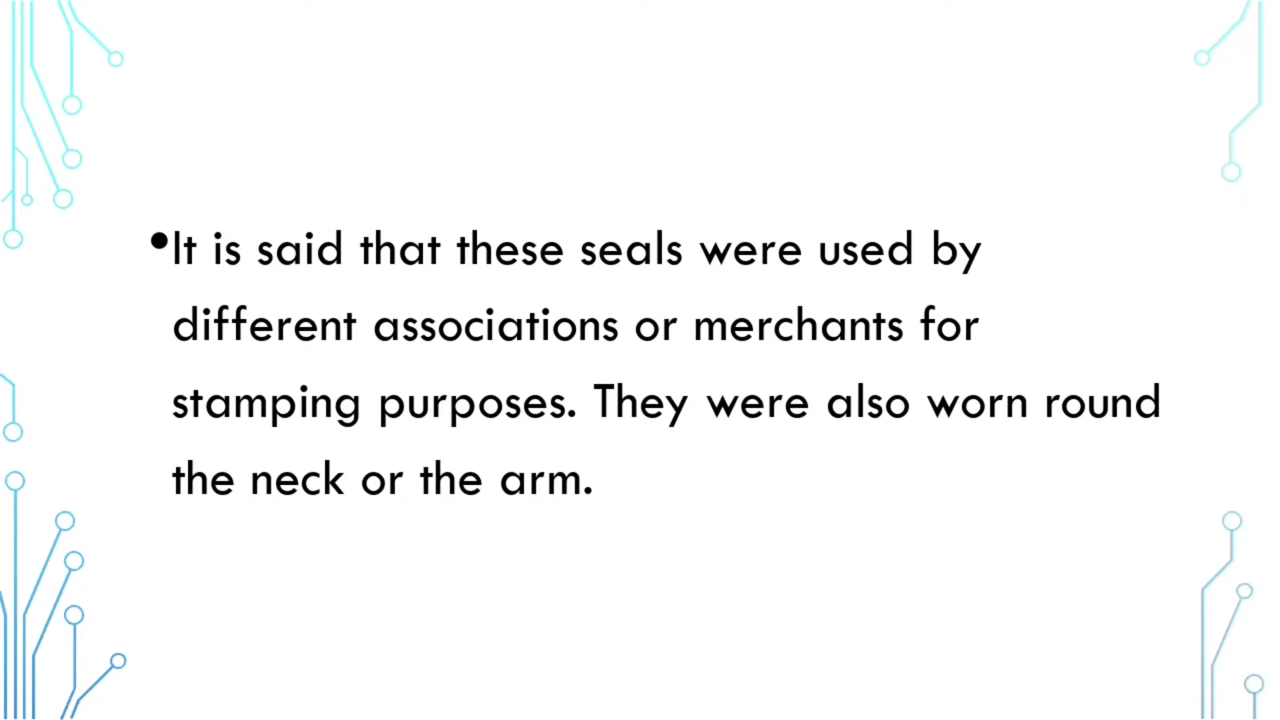 •It is said that these seals were used by
different associations or merchants for
stamping purposes. They were also worn round
the neck or the arm.